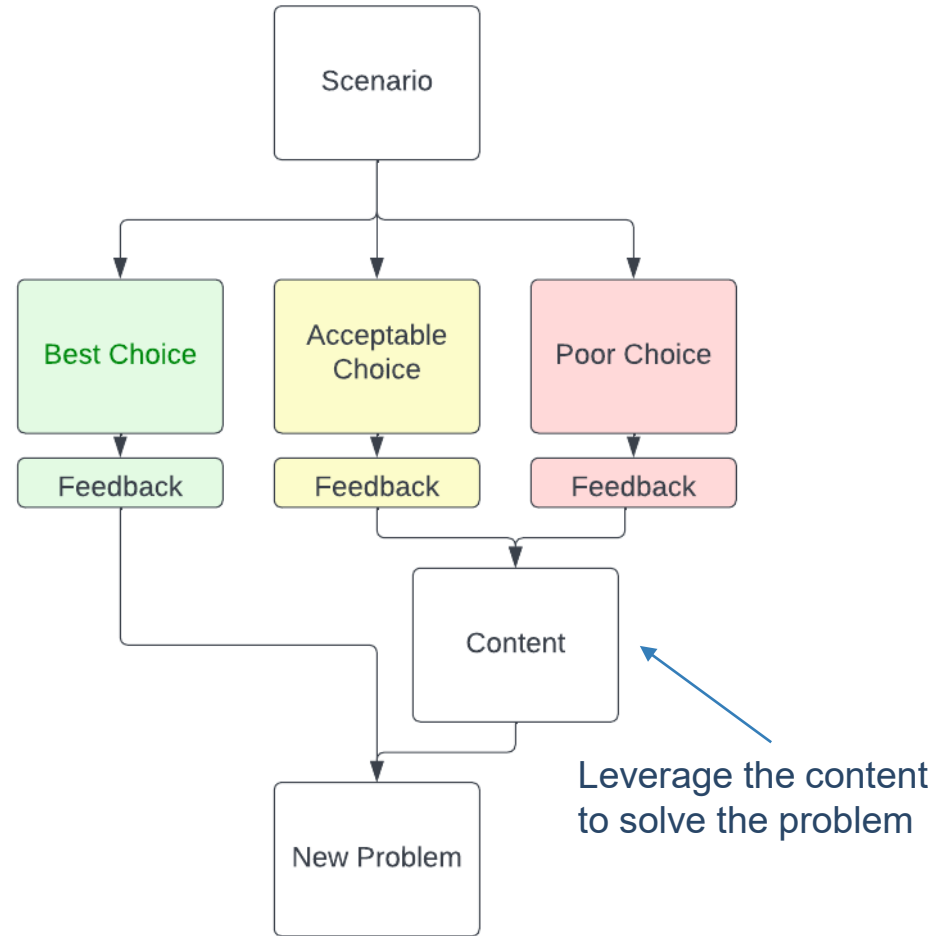 Scenario
Best Choice
Acceptable
Choice
Poor Choice
Feedback
Feedback
Feedback
Content
Leverage the content
to solve the problem
New Problem